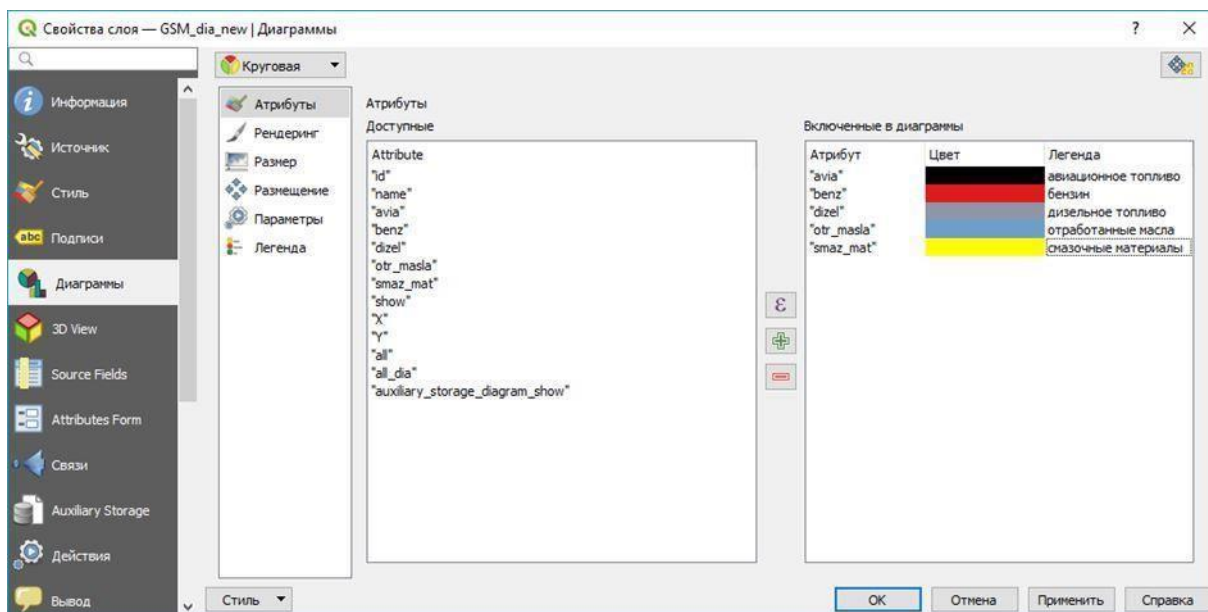 Свойства слоя — GSM_dia_new | Диаграммы
?
Информация
Источник
Стиль
abc Подписи
Диаграммы
3D View
Source Fields
Attributes Form
Связи
Auxiliary Storage
Действия
Вывод
Круговая
Атрибуты
Рендеринг
Размер
Размещение
Параметры
Легенда
Атрибуты
Доступные
Attribute
"id"
"name"
"avia"
"benz"
"dizel"
"otr_masla"
"smaz_mat"
"show"
"X"
"Y"
"all"
"all_dia"
"auxiliary_storage_diagram_show"
ε
Включенные в диаграммы
Атрибут Цвет Легенда
"avia" авиационное топливо
"benz" бензин
"dizel" дизельное топливо
"otr_masla" отработанные масла
"smaz_mat" смазочные материалы
Стиль
OK Отмена Применить Справка